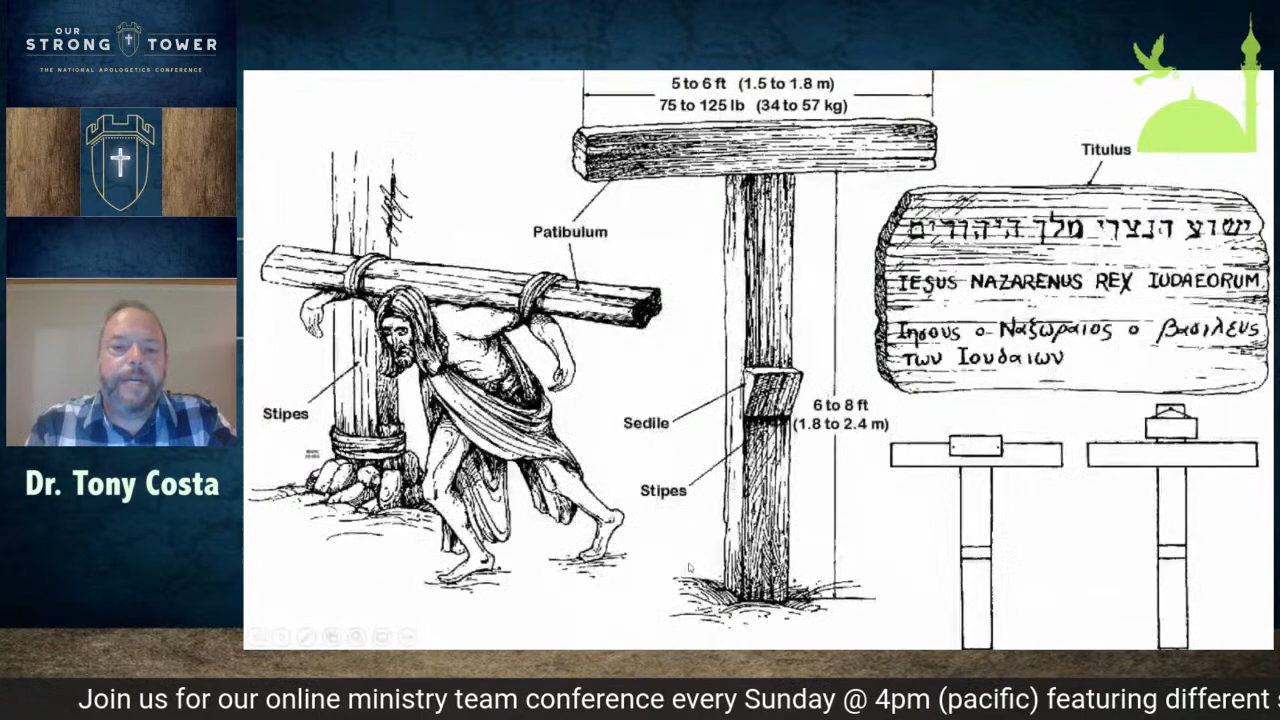 OUR
STRONG TOWER
THE NATIONAL APOLOGETICS CONFERENCE
5 to 6 ft (1.5 to 1.8 m)
75 to 125 lb (34 to 57 kg)
Titulus
ישוע הנצרי מלך היהודים
IESUS NAZARENUS REX IUDAEORUM
Ιησους ο Ναζωραιος ο βασιλευς
των Ιουδαιων
Patibulum
Stipes
Sedile
6 to 8 ft
(1.8 to 2.4 m)
Stipes
Dr. Tony Costa
Join us for our online ministry team conference every Sunday @ 4pm (pacific) featuring different